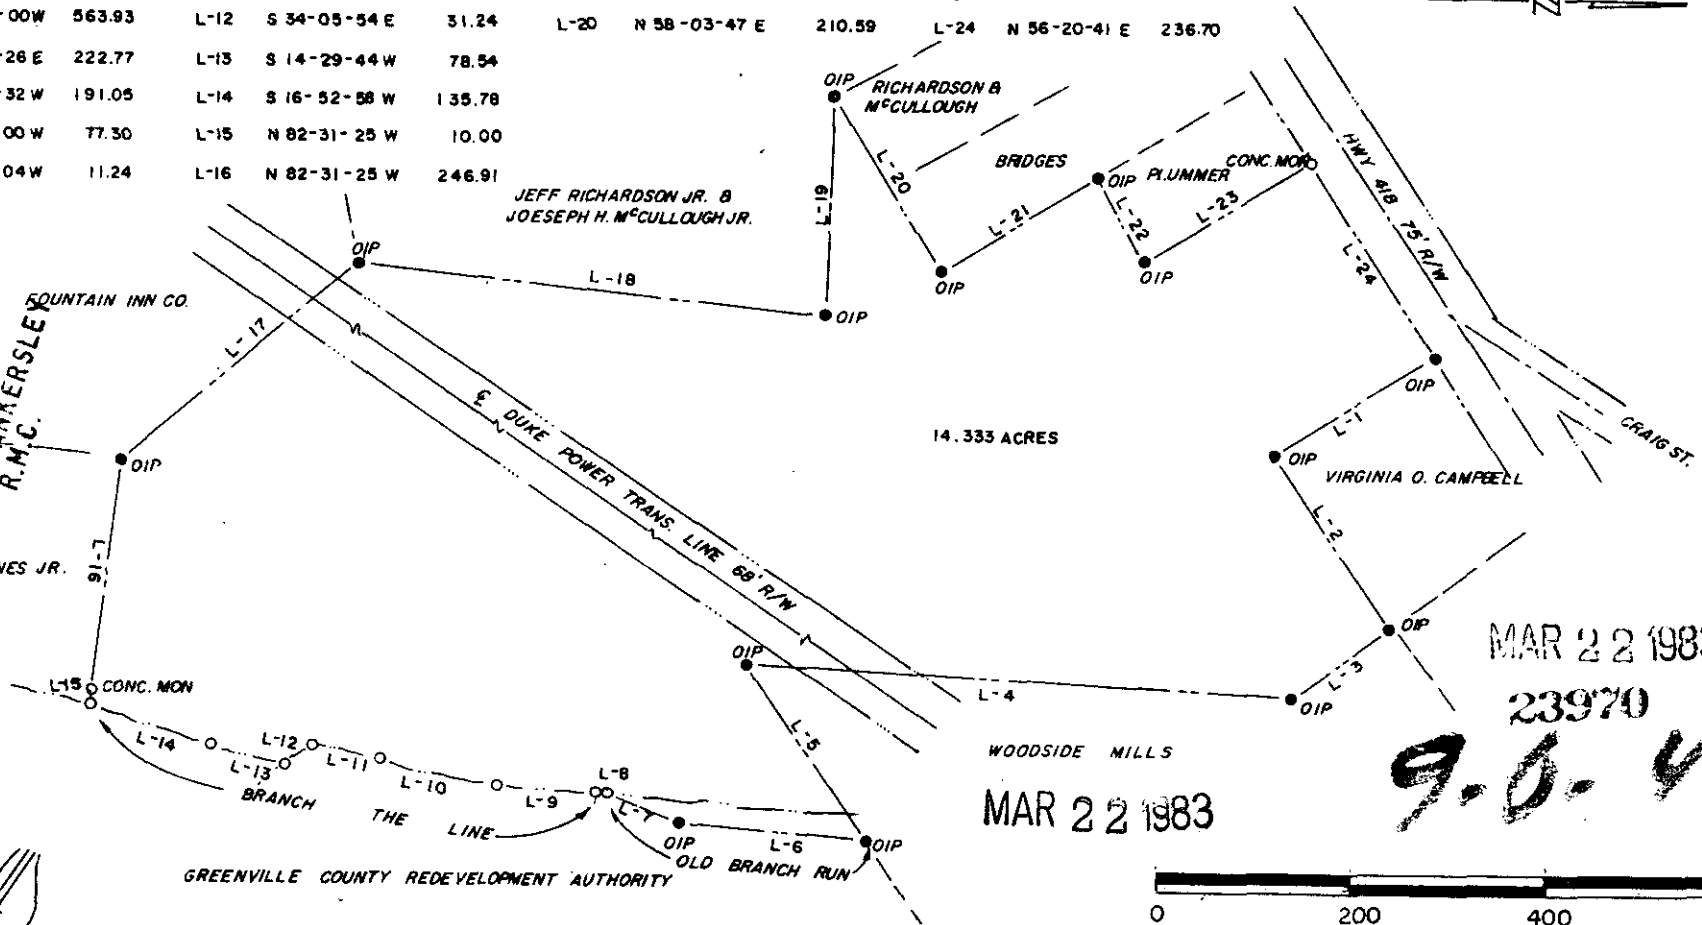 00W 563.93 L-12 S 34-05-54 E 31.24 L-20 N 58-03-47 E 210.59 L-24 N 56-20-41 E 236.70
26 E 222.77 L-13 S 14-29-44 W 78.54
32 W 191.05 L-14 S 16-52-58 W 135.78
00 W 77.30 L-15 N 82-31-25 W 10.00
04W 11.24 L-16 N 82-31-25 W 246.91
OIP
RICHARDSON &
McCULLOUGH
BRIDGES
OIP
PLUMMER
CONC. MON
HWY 418 75' R/W
L-20
L-19
L-21
L-22
L-23
L-24
JEFF RICHARDSON JR. &
JOESEPH H. McCULLOUGH JR.
OIP
L-18
OIP
OIP
OIP
FOUNTAIN INN CO.
L-17
R.M.C.
OIP
℄ DUKE POWER TRANS. LINE 68' R/W
14.333 ACRES
OIP
L-1
CRAIG ST.
OIP
VIRGINIA O. CAMPBELL
L-2
NES JR.
L-16
OIP
OIP
L-3
L-4
OIP
MAR 22 1983
23970
L-15
CONC. MON
L-14
L-13
L-12
L-11
L-10
L-9
L-8
L-7
L-6
L-5
BRANCH THE LINE
WOODSIDE MILLS
MAR 22 1983
OIP
OIP
OLD BRANCH RUN
GREENVILLE COUNTY REDEVELOPMENT AUTHORITY
0 200 400